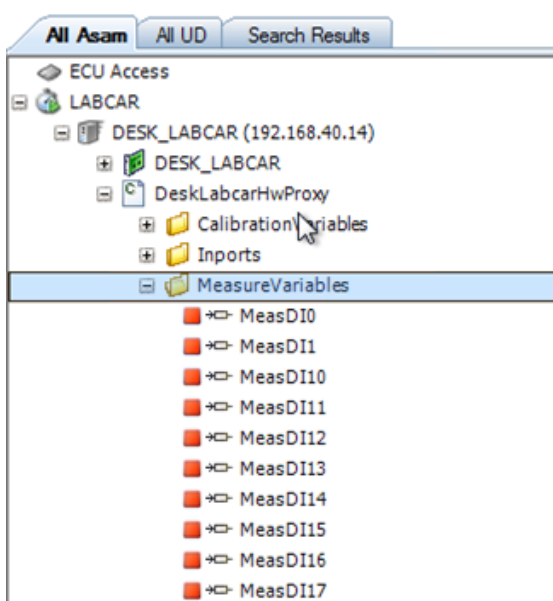 All Asam All UD Search Results
ECU Access
LABCAR
DESK_LABCAR (192.168.40.14)
DESK_LABCAR
DeskLabcarHwProxy
CalibrationVariables
Inports
MeasureVariables
MeasDI0
MeasDI1
MeasDI10
MeasDI11
MeasDI12
MeasDI13
MeasDI14
MeasDI15
MeasDI16
MeasDI17